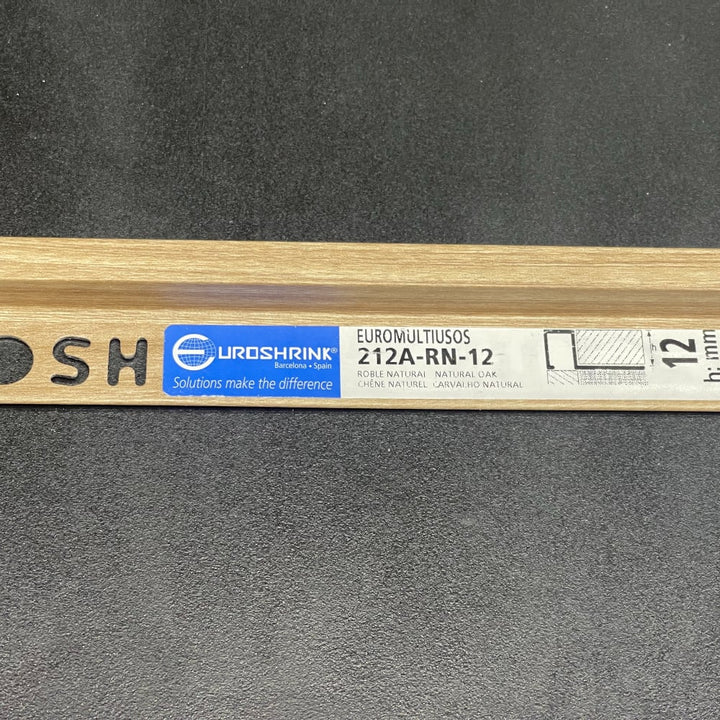 SH
EUROSHRINK®
Barcelona • Spain
Solutions make the difference
EUROMULTIUSOS
212A-RN-12
ROBLE NATURAL NATURAL OAK
CHÊNE NATUREL CARVALHO NATURAL
12
h: mm